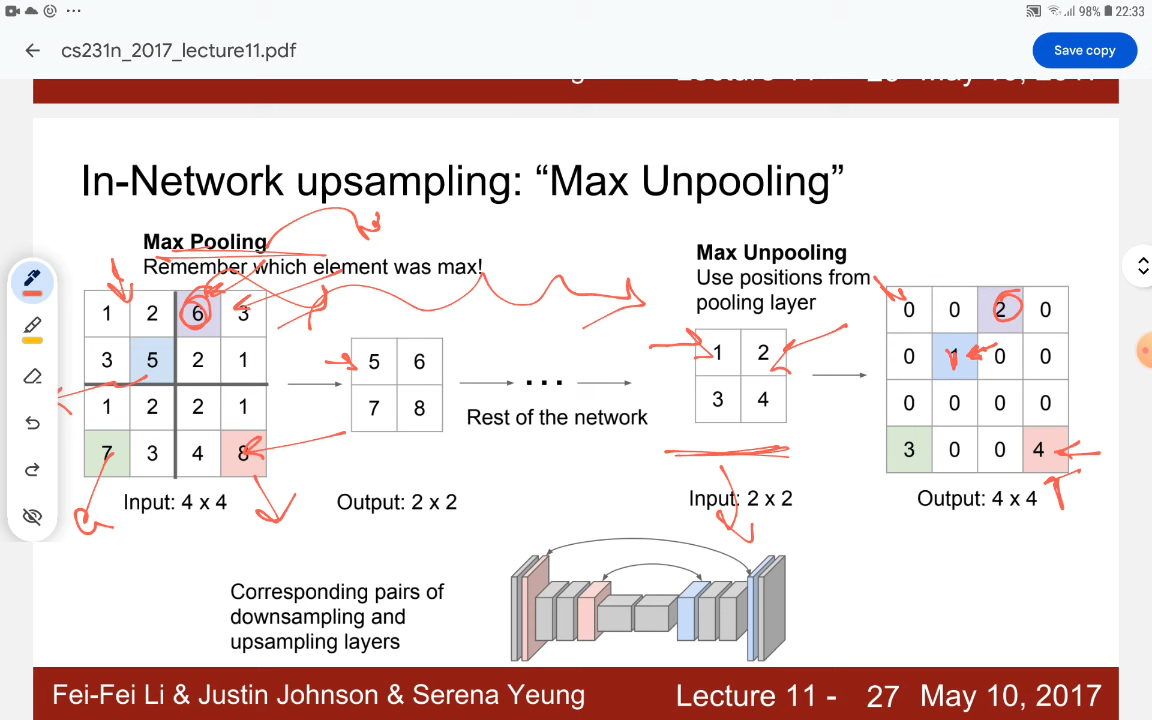 98% 22:33
cs231n_2017_lecture11.pdf
Save copy
In-Network upsampling: “Max Unpooling”
Max Pooling
Remember which element was max!
1 2 6 3
3 5 2 1
1 2 2 1
7 3 4 8
Input: 4 x 4
5 6
7 8
Output: 2 x 2
...
Rest of the network
Max Unpooling
Use positions from
pooling layer
1 2
3 4
Input: 2 x 2
0 0 2 0
0 1 0 0
0 0 0 0
3 0 0 4
Output: 4 x 4
Corresponding pairs of
downsampling and
upsampling layers
Fei-Fei Li & Justin Johnson & Serena Yeung Lecture 11 - 27 May 10, 2017